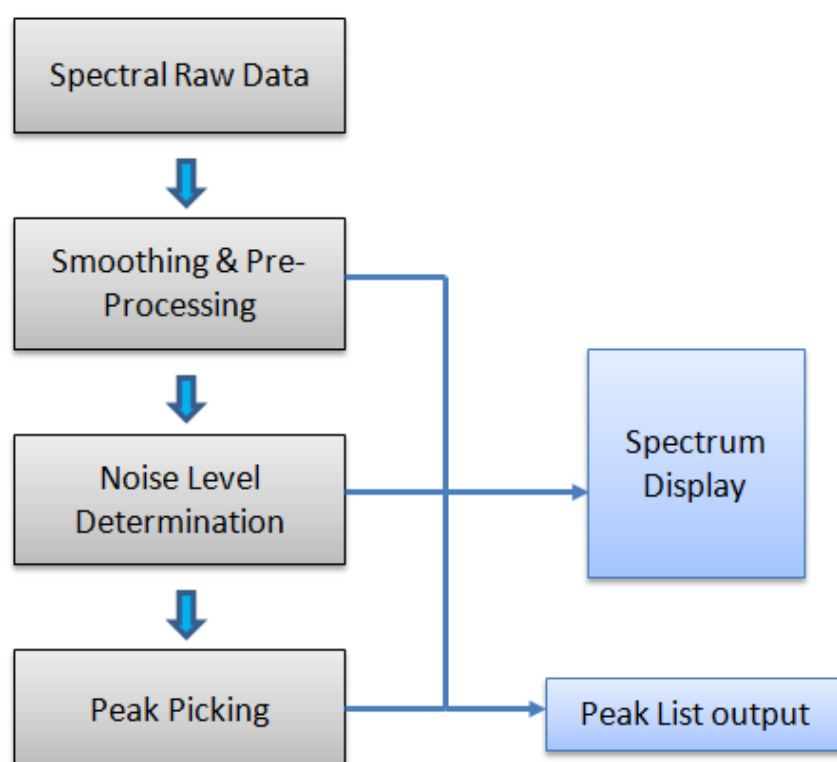 Spectral Raw Data
Smoothing & Pre-
Processing
Noise Level
Determination
Spectrum
Display
Peak Picking
Peak List output